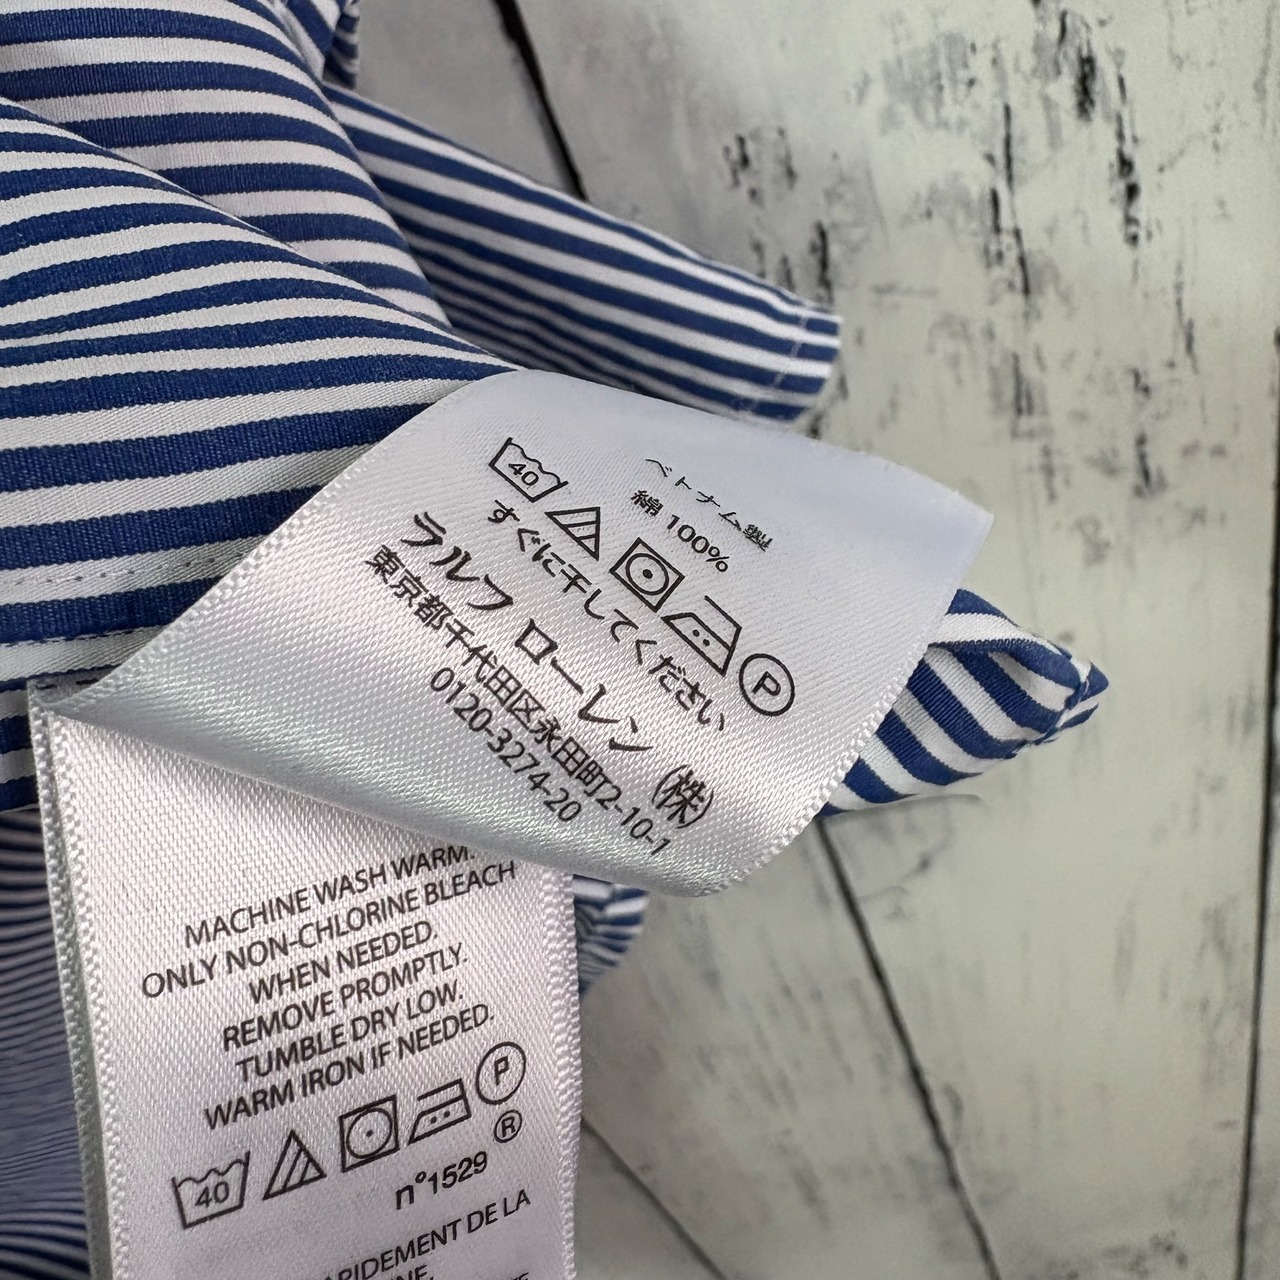 ベトナム製
綿 100%
40
P
すぐに干してください
ラルフ ローレン (株)
東京都千代田区永田町2-10-1
0120-3274-20
MACHINE WASH WARM.
ONLY NON-CHLORINE BLEACH
WHEN NEEDED.
REMOVE PROMPTLY.
TUMBLE DRY LOW.
WARM IRON IF NEEDED.
40
P
®
n°1529
DE LA